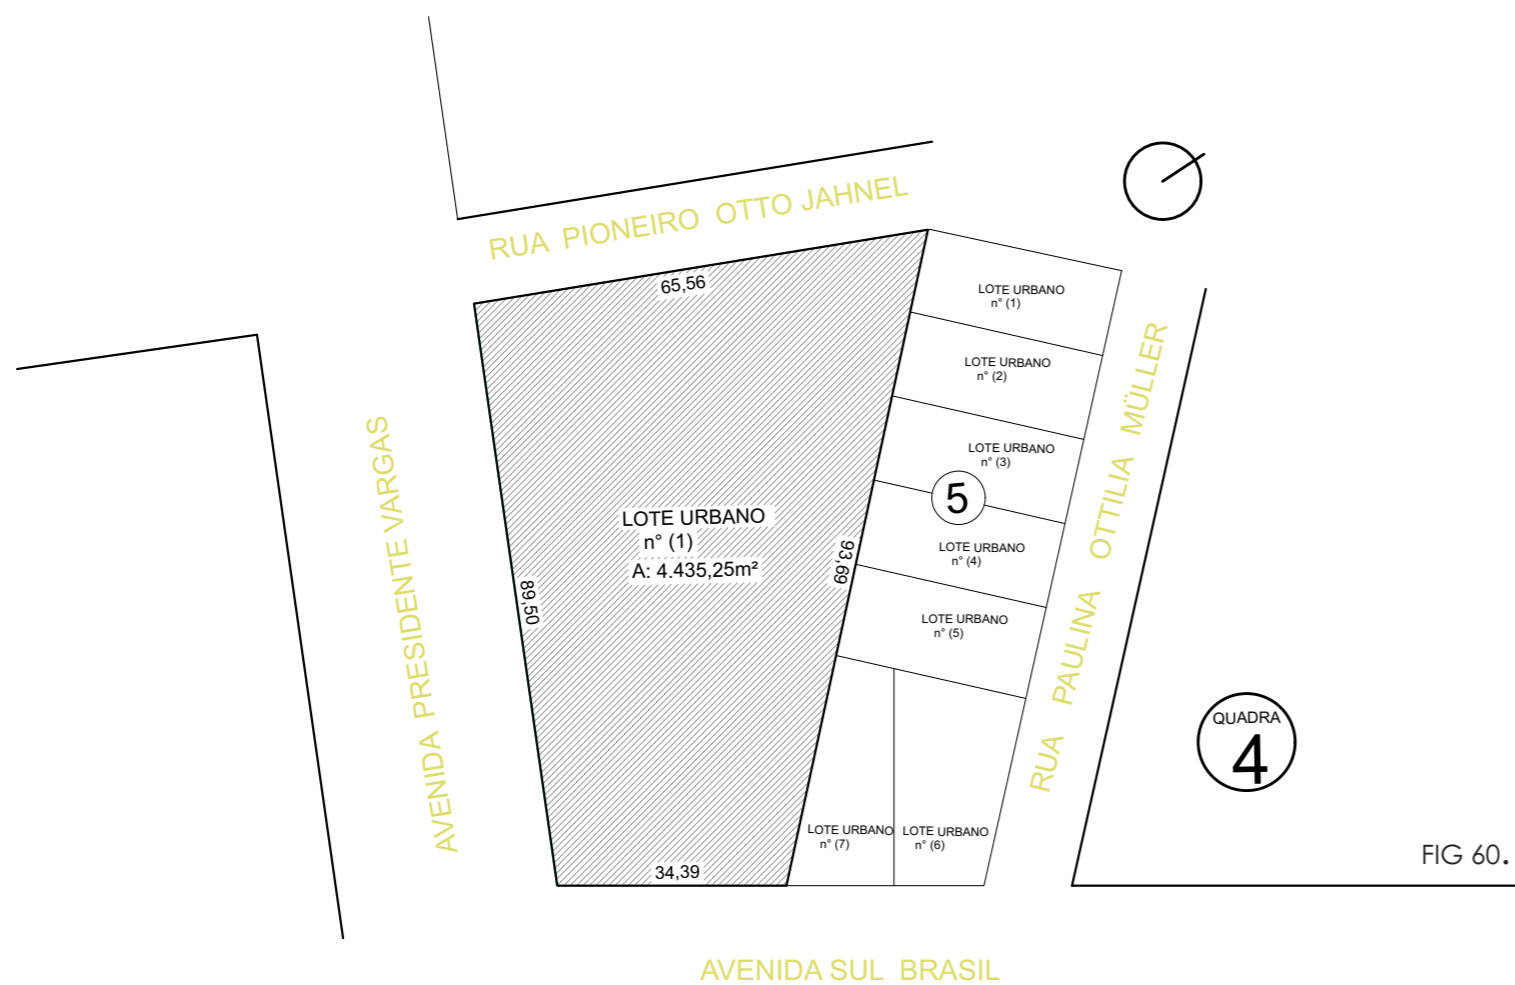 RUA PIONEIRO OTTO JAHNEL
65,56
LOTE URBANO
n° (1)
LOTE URBANO
n° (2)
LOTE URBANO
n° (3)
5
LOTE URBANO
n° (4)
LOTE URBANO
n° (5)
LOTE URBANO
n° (1)
A: 4.435,25m²
93,69
89,50
AVENIDA PRESIDENTE VARGAS
RUA PAULINA OTTILIA MÜLLER
QUADRA
4
LOTE URBANO
n° (7)
LOTE URBANO
n° (6)
34,39
FIG 60.
AVENIDA SUL BRASIL